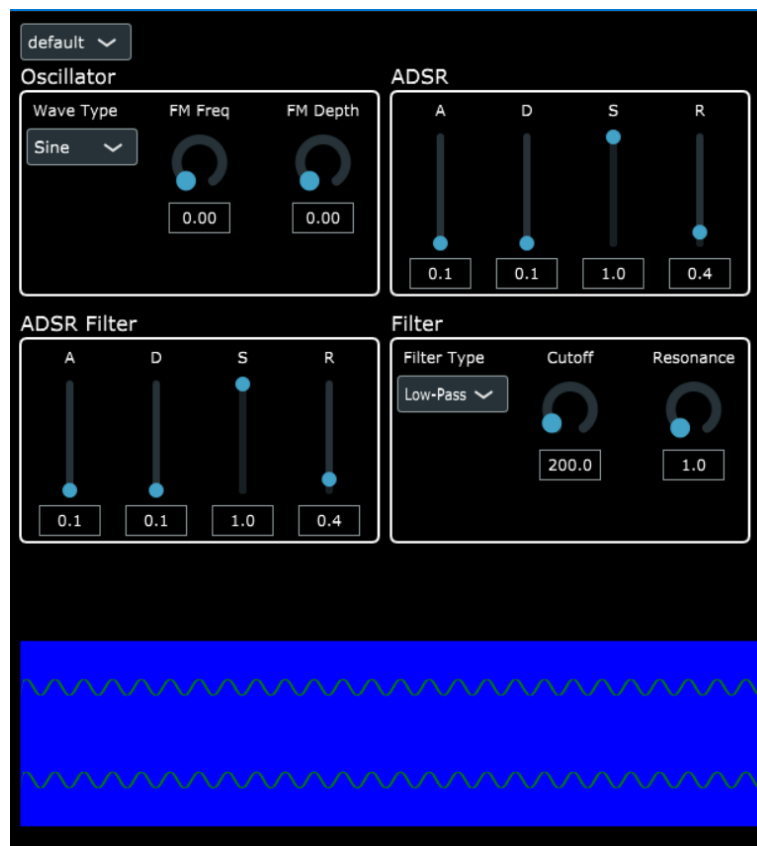 default
Oscillator
Wave Type FM Freq FM Depth
Sine
0.00 0.00
ADSR
A D S R
0.1 0.1 1.0 0.4
ADSR Filter
A D S R
0.1 0.1 1.0 0.4
Filter
Filter Type Cutoff Resonance
Low-Pass
200.0 1.0